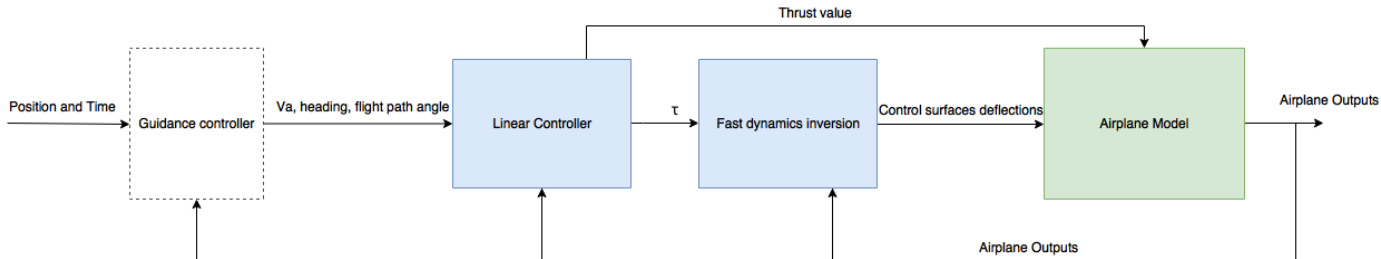 Thrust value
Position and Time
Guidance controller
Va, heading, flight path angle
Linear Controller
τ
Fast dynamics inversion
Control surfaces deflections
Airplane Model
Airplane Outputs
Airplane Outputs